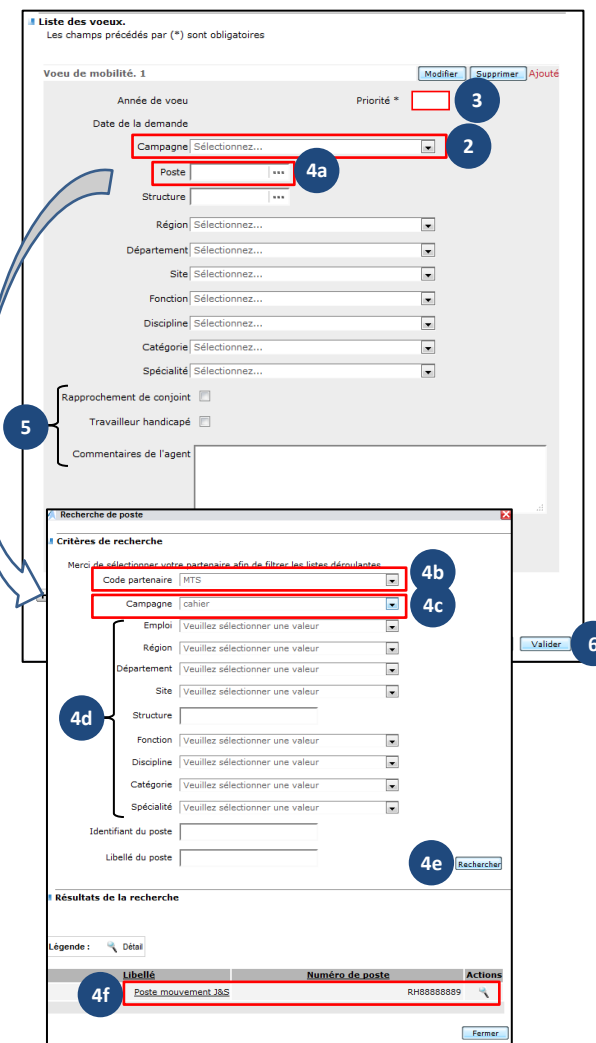 Liste des voeux.
Les champs précédés par (*) sont obligatoires
Voeu de mobilité. 1 Modifier Supprimer Ajouté
Année de voeu Priorité * 3
Date de la demande
Campagne Sélectionnez... 2
Poste ... 4a
Structure ...
Région Sélectionnez...
Département Sélectionnez...
Site Sélectionnez...
Fonction Sélectionnez...
Discipline Sélectionnez...
Catégorie Sélectionnez...
Spécialité Sélectionnez...
Rapprochement de conjoint
5 Travailleur handicapé
Commentaires de l'agent
Recherche de poste
Critères de recherche
Merci de sélectionner votre partenaire afin de filtrer les listes déroulantes
Code partenaire MTS 4b
Campagne cahier 4c
Emploi Veuillez sélectionner une valeur
Région Veuillez sélectionner une valeur
Valider 6
Département Veuillez sélectionner une valeur
Site Veuillez sélectionner une valeur
4d Structure
Fonction Veuillez sélectionner une valeur
Discipline Veuillez sélectionner une valeur
Catégorie Veuillez sélectionner une valeur
Spécialité Veuillez sélectionner une valeur
Identifiant du poste
Libellé du poste 4e Rechercher
Résultats de la recherche
Légende : Détail
Libellé Numéro de poste Actions
4f Poste mouvement J&S RH88888889
Fermer